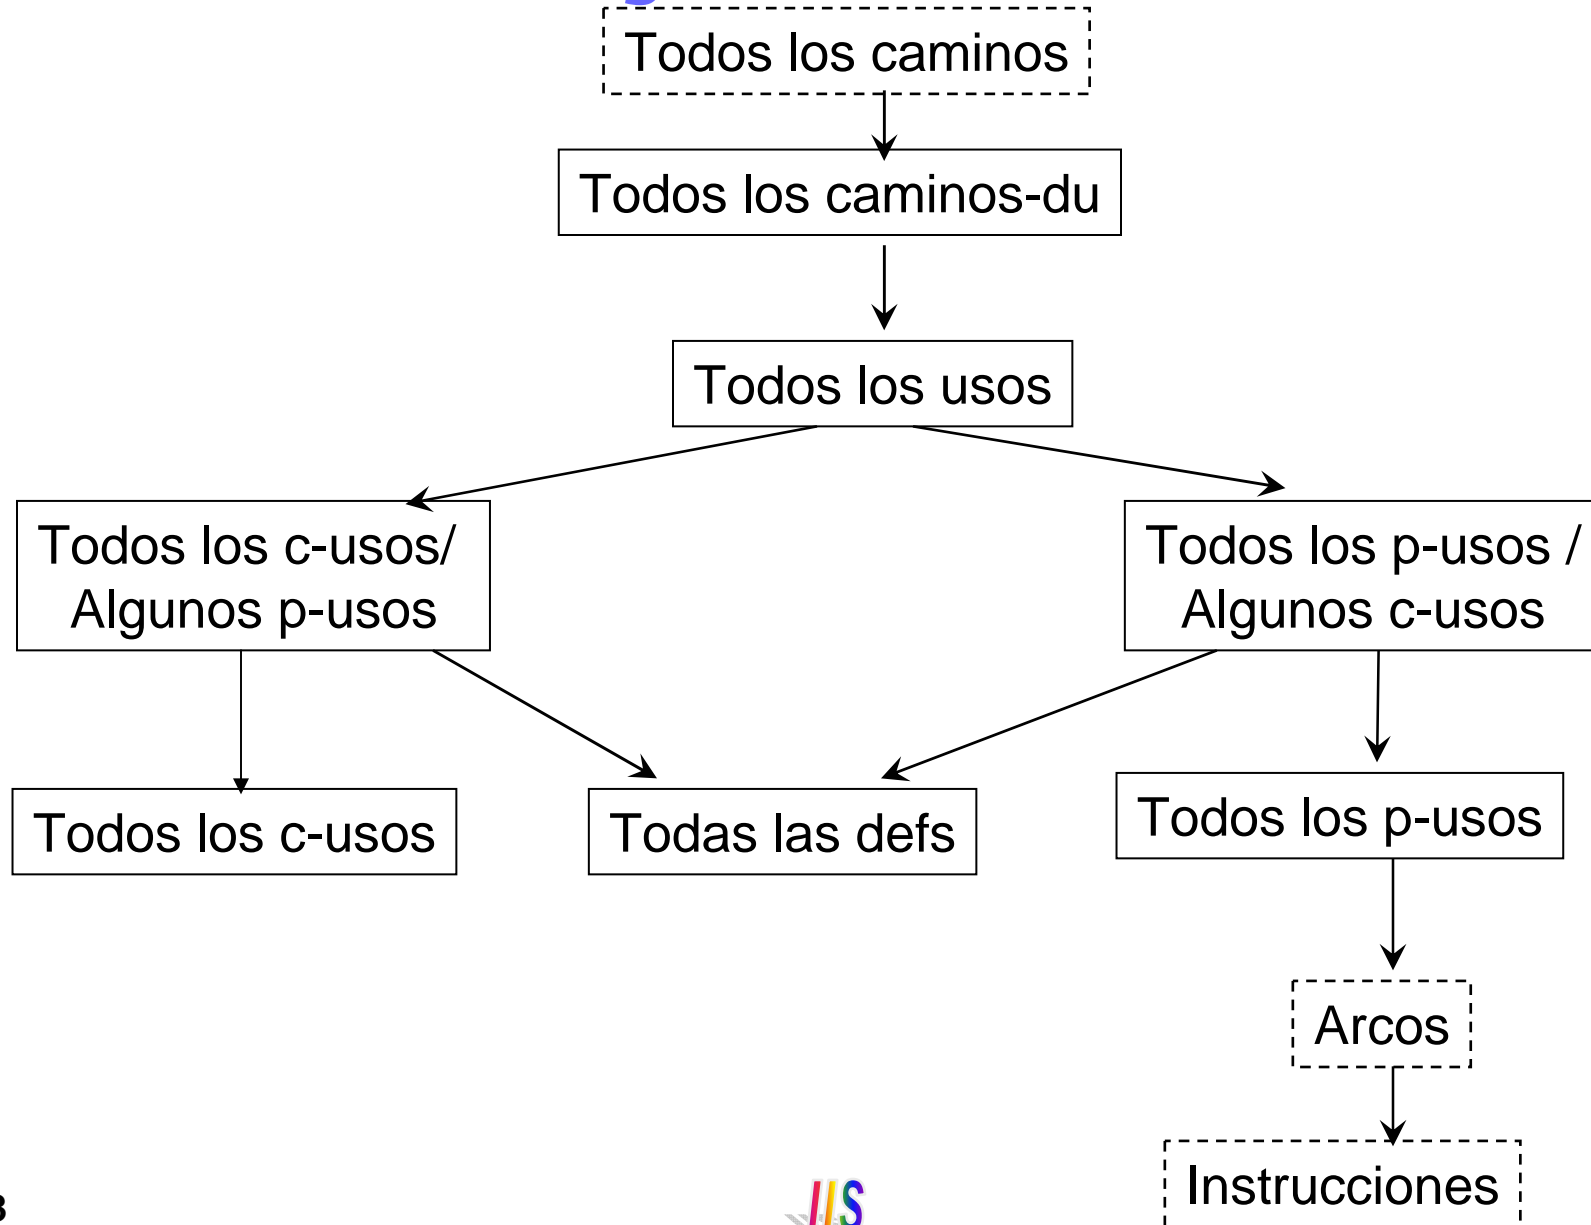 Todos los caminos
Todos los caminos-du
Todos los usos
Todos los c-usos/
Algunos p-usos
Todos los p-usos /
Algunos c-usos
Todos los c-usos
Todas las defs
Todos los p-usos
Arcos
Instrucciones
IIS